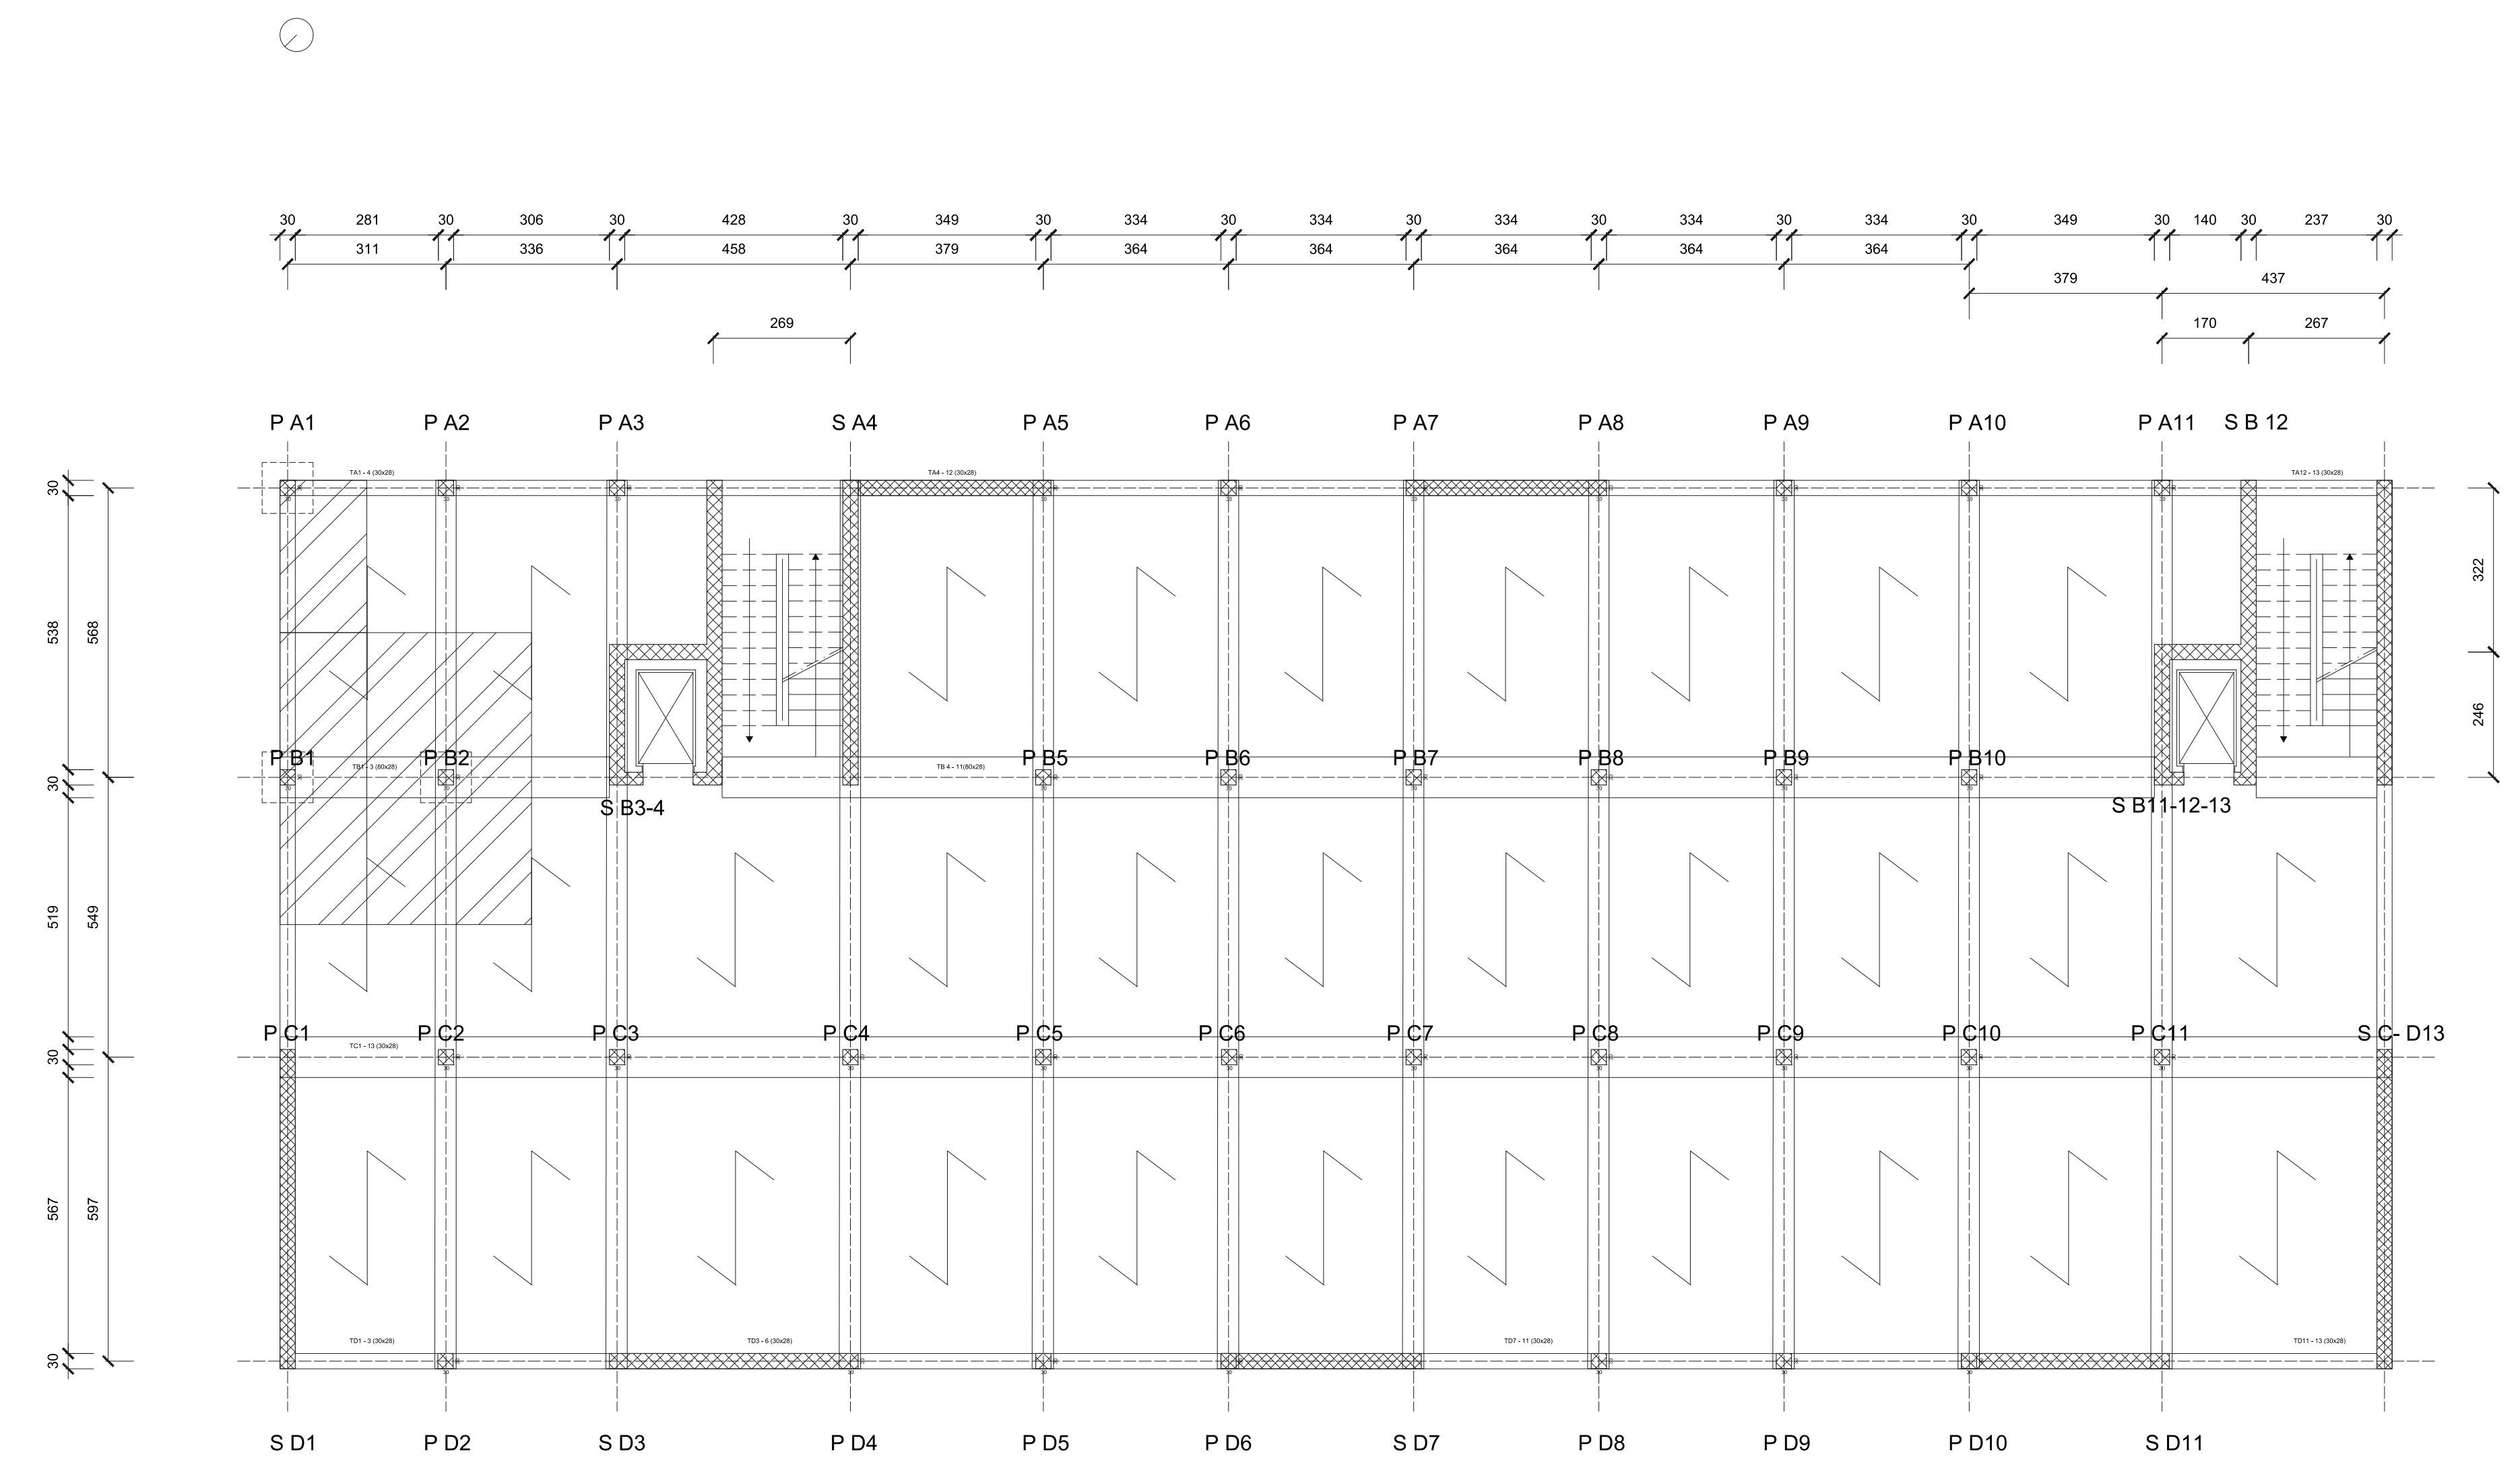 30 281 30 306 30 428 30 349 30 334 30 334 30 334 30 334 30 334 30 349 30 140 30 237 30
311 336 458 379 364 364 364 364 364
379 437
269 170 267
P A1 P A2 P A3 S A4 P A5 P A6 P A7 P A8 P A9 P A10 P A11 S B 12
TA1 - 4 (30x28) TA4 - 12 (30x28) TA12 - 13 (30x28)
30
538 568
322
246
P B1 P B2 P B5 P B6 P B7 P B8 P B9 P B10
TB1 - 3 (80x28) TB 4 - 11(80x28)
30
S B3-4 S B11-12-13
519 549
P C1 P C2 P C3 P C4 P C5 P C6 P C7 P C8 P C9 P C10 P C11 S C- D13
TC1 - 13 (30x28)
30
567 597
TD1 - 3 (30x28) TD3 - 6 (30x28) TD7 - 11 (30x28) TD11 - 13 (30x28)
30
S D1 P D2 S D3 P D4 P D5 P D6 S D7 P D8 P D9 P D10 S D11